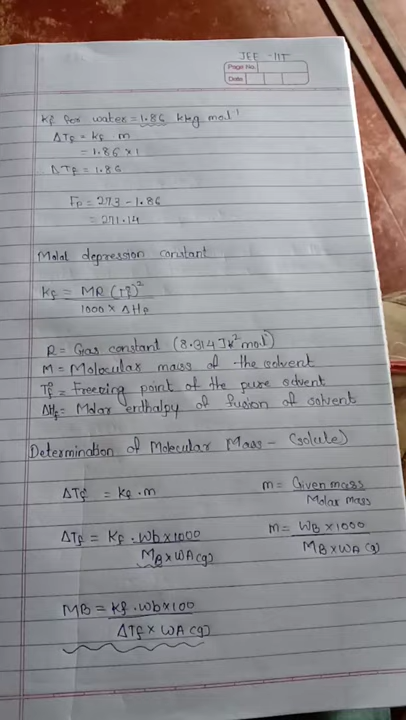 JEE - IIT
Page No.
Date
Kf for water = 1.86 kkg mol⁻¹
ΔTf = Kf . m
= 1.86 × 1
ΔTf = 1.86
Fp = 273 - 1.86
= 271.14
Molal depression constant
Kf = MR (Tf°)² / 1000 × ΔHf
R = Gas constant (8.314 Jk⁻¹ mol⁻¹)
M = Molocular mass of the solvent
Tf° = Freezing point of the pure solvent
ΔHf = Molar enthalpy of fusion of solvent
Determination of Molecular Mass - (solute)
ΔTf = Kf . m m = Given mass / Molar mass
ΔTf = Kf . Wb × 1000 / MB × WA (g) m = WB × 1000 / MB × WA (g)
MB = Kf . Wb × 100 / ΔTf × WA (g)